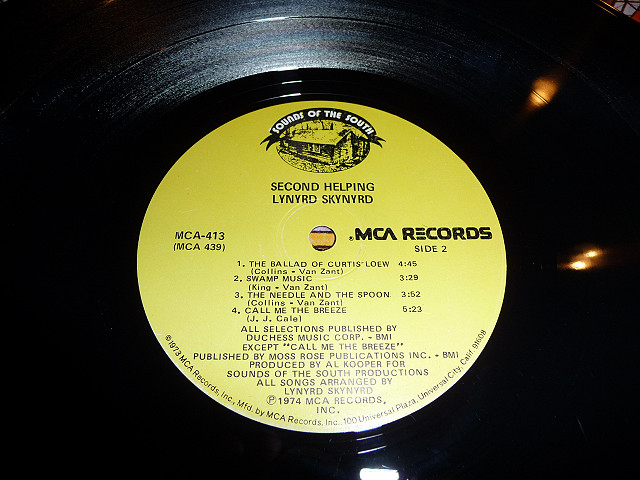 SOUNDS OF THE SOUTH
SECOND HELPING
LYNYRD SKYNYRD
MCA-413
(MCA 439)
®MCA RECORDS
SIDE 2
1. THE BALLAD OF CURTIS LOEW 4:45
(Collins - Van Zant)
2. SWAMP MUSIC 3:29
(King - Van Zant)
3. THE NEEDLE AND THE SPOON 3:52
(Collins - Van Zant)
4. CALL ME THE BREEZE 5:23
(J. J. Cale)
ALL SELECTIONS PUBLISHED BY
DUCHESS MUSIC CORP. - BMI
EXCEPT "CALL ME THE BREEZE"
PUBLISHED BY MOSS ROSE PUBLICATIONS INC. - BMI
PRODUCED BY AL KOOPER FOR
SOUNDS OF THE SOUTH PRODUCTIONS
ALL SONGS ARRANGED BY
LYNYRD SKYNYRD
℗ 1974 MCA RECORDS,
INC.
©1973 MCA Records, Inc., Mfd. by MCA Records, Inc., 100 Universal Plaza, Universal City, Calif. 91608